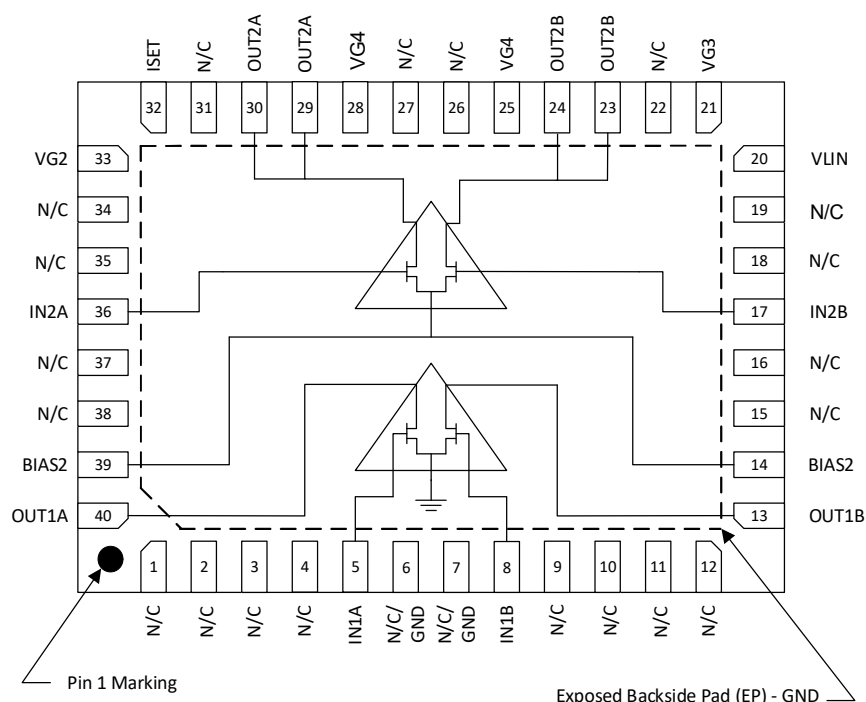 ISET
N/C
OUT2A
OUT2A
VG4
N/C
N/C
VG4
OUT2B
OUT2B
N/C
VG3
32
31
30
29
28
27
26
25
24
23
22
21
VG2 33
20 VLIN
N/C 34
19 N/C
N/C 35
18 N/C
IN2A 36
17 IN2B
N/C 37
16 N/C
N/C 38
15 N/C
BIAS2 39
14 BIAS2
OUT1A 40
13 OUT1B
1
2
3
4
5
6
7
8
9
10
11
12
N/C
N/C
N/C
N/C
IN1A
N/C/
GND
N/C/
GND
IN1B
N/C
N/C
N/C
N/C
Pin 1 Marking
Exposed Backside Pad (EP) - GND